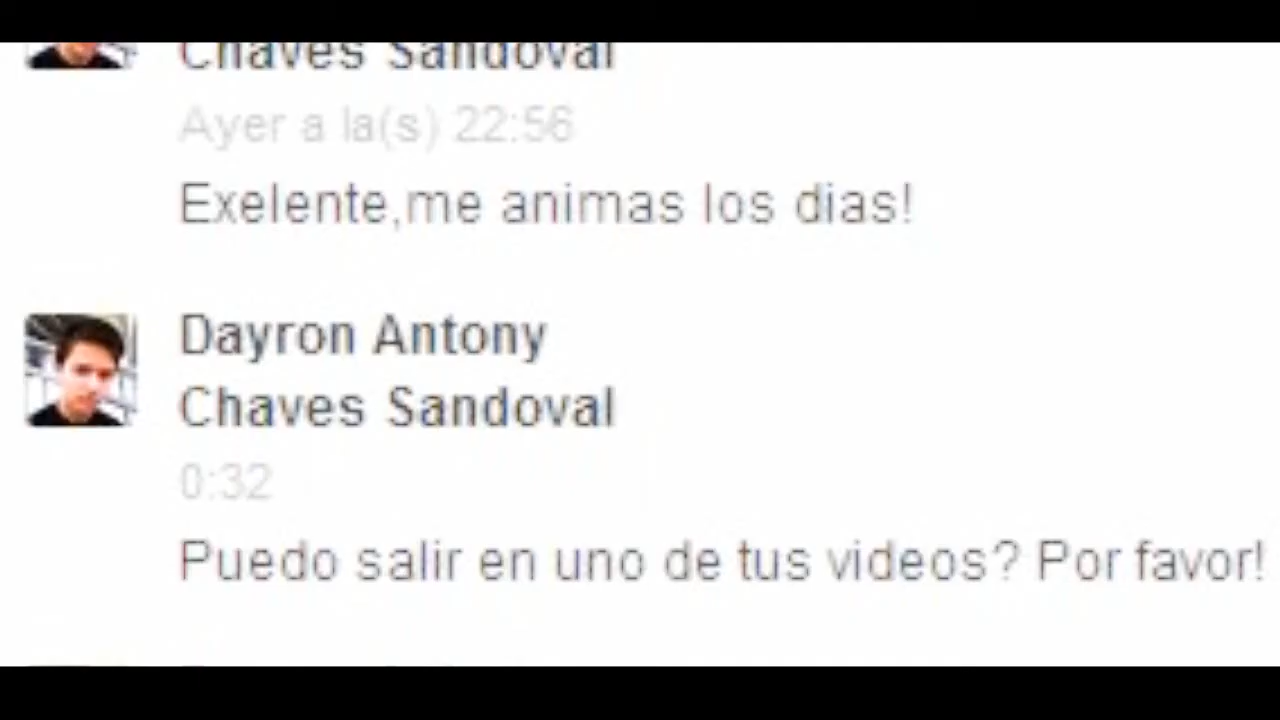 Chaves Sandoval
Ayer a la(s) 22:56
Exelente,me animas los dias!
Dayron Antony
Chaves Sandoval
0:32
Puedo salir en uno de tus videos? Por favor!